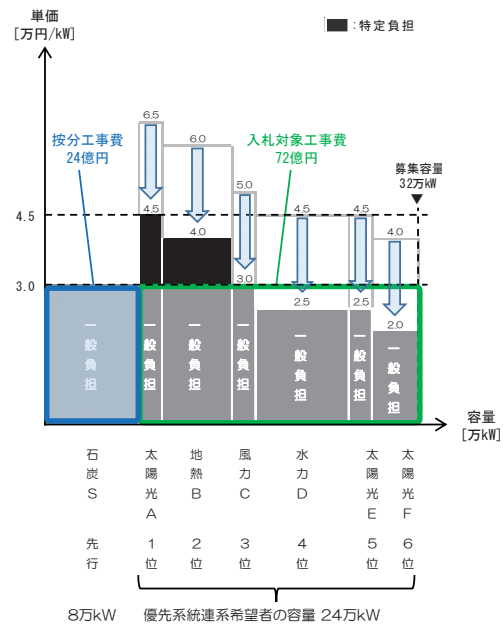 単価
[万円/kW]
:特定負担
6.5
按分工事費
24億円
6.0
入札対象工事費
72億円
募集容量
32万kW
5.0
4.5
4.5
4.5
4.5
4.0
4.0
3.0
3.0
2.5
2.5
2.0
一般負担
一般負担
一般負担
一般負担
一般負担
一般負担
一般負担
容量
[万kW]
石炭S
太陽光A
地熱B
風力C
水力D
太陽光E
太陽光F
先行
1位
2位
3位
4位
5位
6位
8万kW 優先系統連系希望者の容量 24万kW